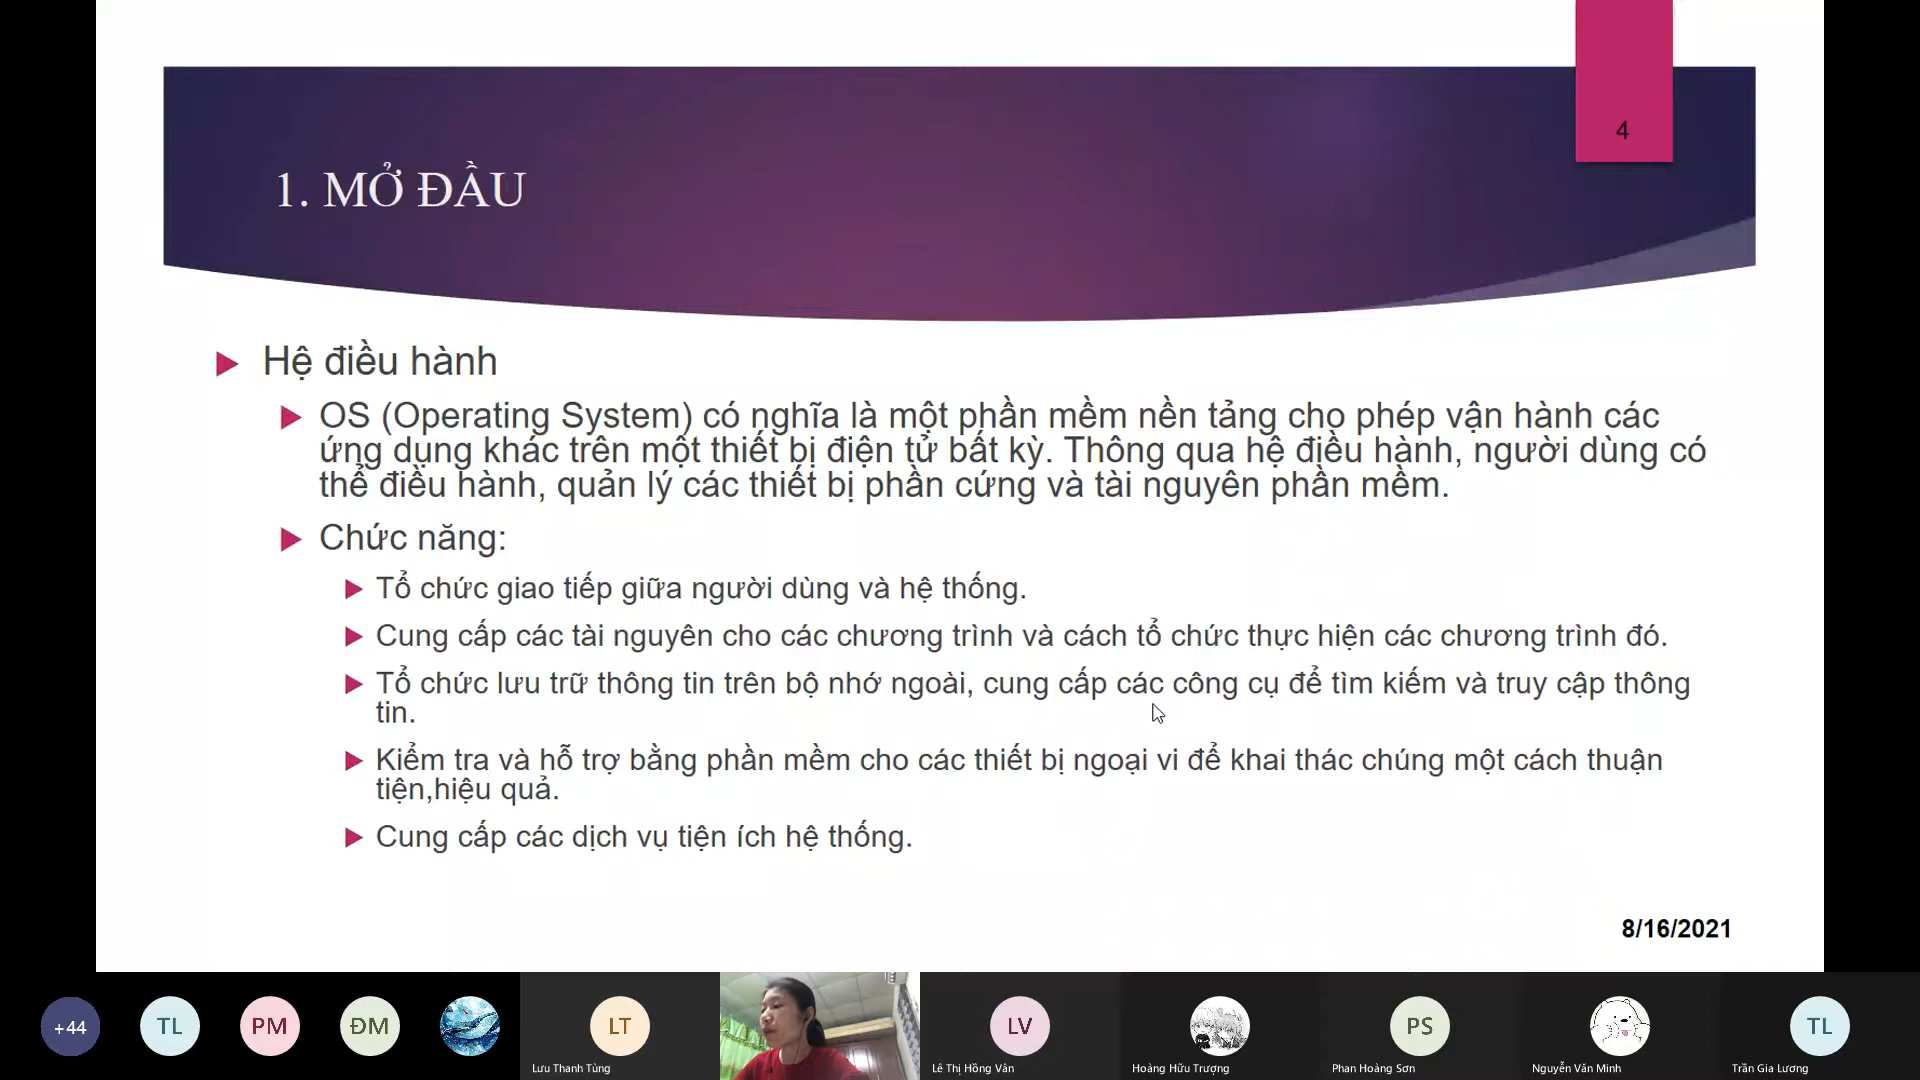 4
1. MỞ ĐẦU
Hệ điều hành
OS (Operating System) có nghĩa là một phần mềm nền tảng cho phép vận hành các
ứng dụng khác trên một thiết bị điện tử bất kỳ. Thông qua hệ điều hành, người dùng có
thể điều hành, quản lý các thiết bị phần cứng và tài nguyên phần mềm.
Chức năng:
Tổ chức giao tiếp giữa người dùng và hệ thống.
Cung cấp các tài nguyên cho các chương trình và cách tổ chức thực hiện các chương trình đó.
Tổ chức lưu trữ thông tin trên bộ nhớ ngoài, cung cấp các công cụ để tìm kiếm và truy cập thông
tin.
Kiểm tra và hỗ trợ bằng phần mềm cho các thiết bị ngoại vi để khai thác chúng một cách thuận
tiện,hiệu quả.
Cung cấp các dịch vụ tiện ích hệ thống.
8/16/2021
+44 TL PM ĐM LT LV PS TL
Lưu Thanh Tùng Lê Thị Hồng Vân Hoàng Hữu Trượng Phan Hoàng Sơn Nguyễn Văn Minh Trần Gia Lương